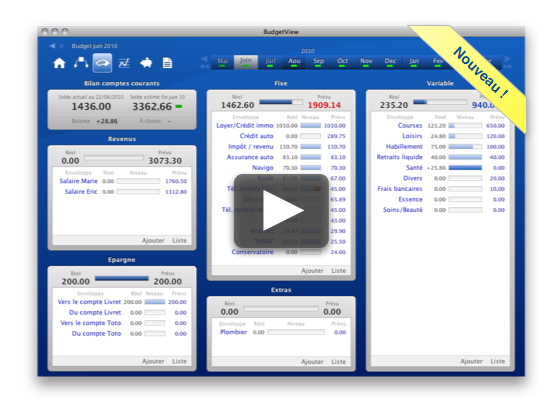 BudgetView
Budget Juin 2010
2010
Mai Juin Juil Aou Sep Oct Nov Dec Jan Fev
Nouveau !
Bilan comptes courants
Solde actuel au 22/06/2010 Solde estimé fin juin 10
1436.00 3362.66
Balance +28.86 A classer -
Revenus
Réel Prévu
0.00 3073.30
Enveloppe Réel Niveau Prévu
Salaire Marie 0.00 1760.50
Salaire Eric 0.00 1312.80
Ajouter Liste
Epargne
Réel Prévu
200.00 200.00
Enveloppe Réel Niveau Prévu
Vers le compte Livret 200.00 200.00
Du compte Livret 0.00 0.00
Vers le compte Toto 0.00 0.00
Du compte Toto 0.00 0.00
Ajouter Liste
Fixe
Réel Prévu
1462.60 1909.14
Enveloppe Réel Niveau Prévu
Loyer/Crédit immo 1010.00 1010.00
Crédit auto 0.00 289.75
Impôt / revenu 110.70 110.70
Assurance auto 83.10 83.10
Navigo 70.30 70.30
67.00
Tél. 45.00
65.89
Tél. 45.00
43.00
29.90
25.50
Conservatoire 0.00 24.00
Ajouter Liste
Extras
Réel Prévu
0.00 0.00
Enveloppe Réel Niveau Prévu
Plombier 0.00 0.00
Ajouter Liste
Variable
Réel Prévu
235.20 940.0
Enveloppe Réel Niveau Prévu
Courses 121.20 650.00
Loisirs 24.80 120.00
Habillement 75.00 100.00
Retraits liquide 40.00 40.00
Santé +25.80 0.00
Divers 0.00 20.00
Frais bancaires 0.00 10.00
Essence 0.00 0.00
Soins/Beauté 0.00 0.00
Ajouter Liste